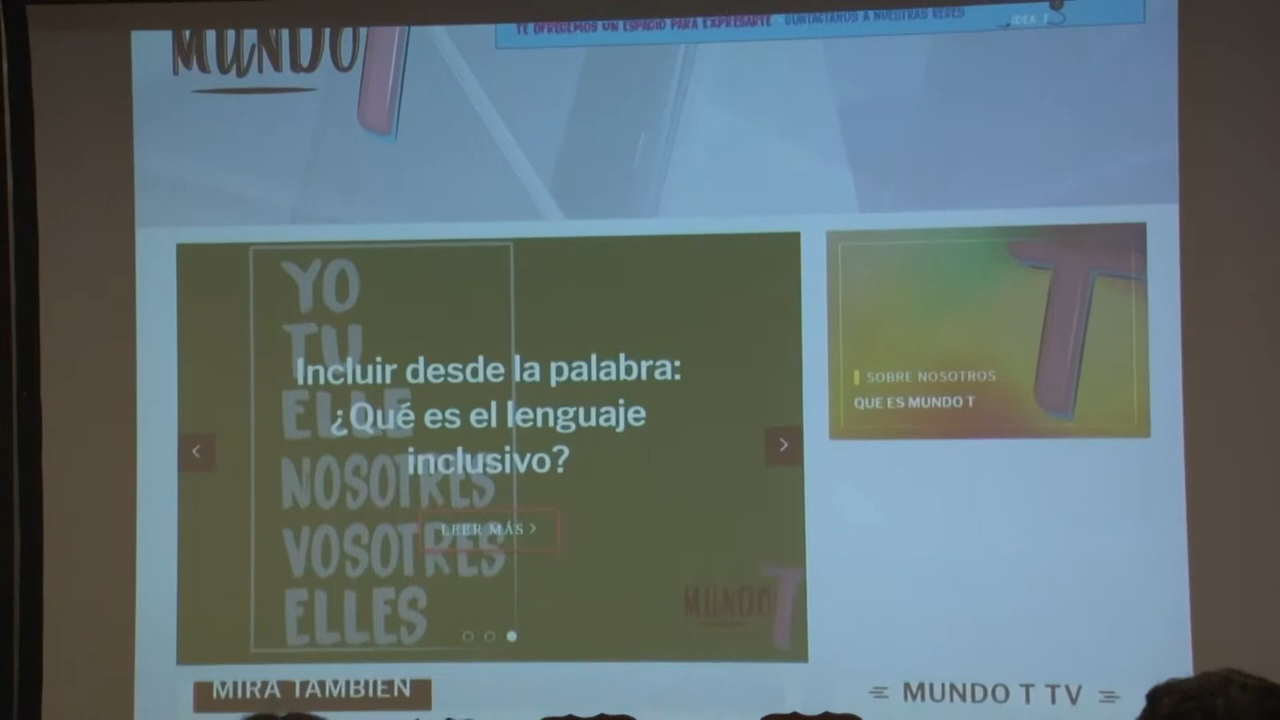 MUNDO T
TE OFRECEMOS UN ESPACIO PARA EXPRESARTE - CONTACTANOS A NUESTRAS REDES
YO
TU
ELLE
NOSOTRES
VOSOTRES
ELLES
Incluir desde la palabra:
¿Qué es el lenguaje
inclusivo?
LEER MÁS >
MUNDO T
SOBRE NOSOTROS
QUE ES MUNDO T
MIRA TAMBIEN
MUNDO T TV